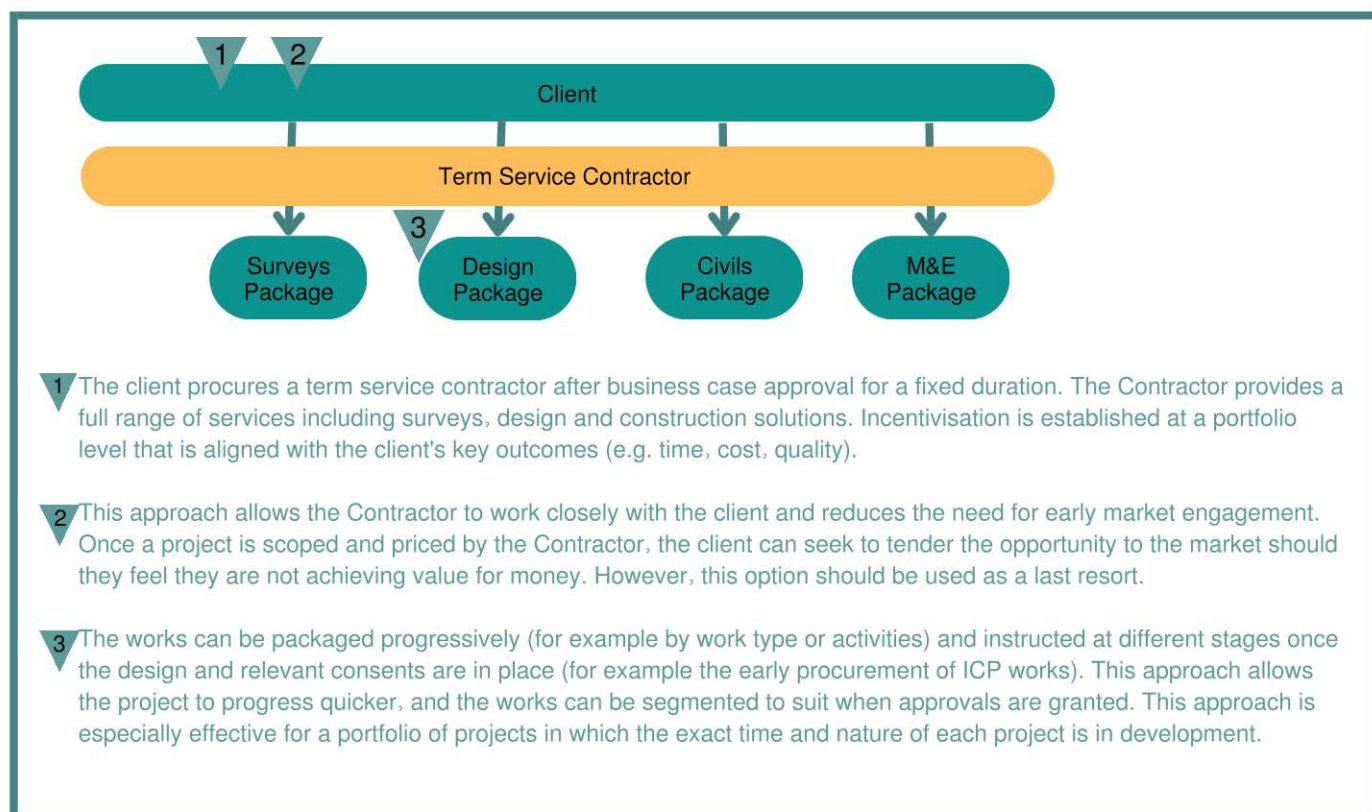 1 2
Client
Term Service Contractor
3
Surveys
Package
Design
Package
Civils
Package
M&E
Package
1 The client procures a term service contractor after business case approval for a fixed duration. The Contractor provides a
full range of services including surveys, design and construction solutions. Incentivisation is established at a portfolio
level that is aligned with the client's key outcomes (e.g. time, cost, quality).
2 This approach allows the Contractor to work closely with the client and reduces the need for early market engagement.
Once a project is scoped and priced by the Contractor, the client can seek to tender the opportunity to the market should
they feel they are not achieving value for money. However, this option should be used as a last resort.
3 The works can be packaged progressively (for example by work type or activities) and instructed at different stages once
the design and relevant consents are in place (for example the early procurement of ICP works). This approach allows
the project to progress quicker, and the works can be segmented to suit when approvals are granted. This approach is
especially effective for a portfolio of projects in which the exact time and nature of each project is in development.